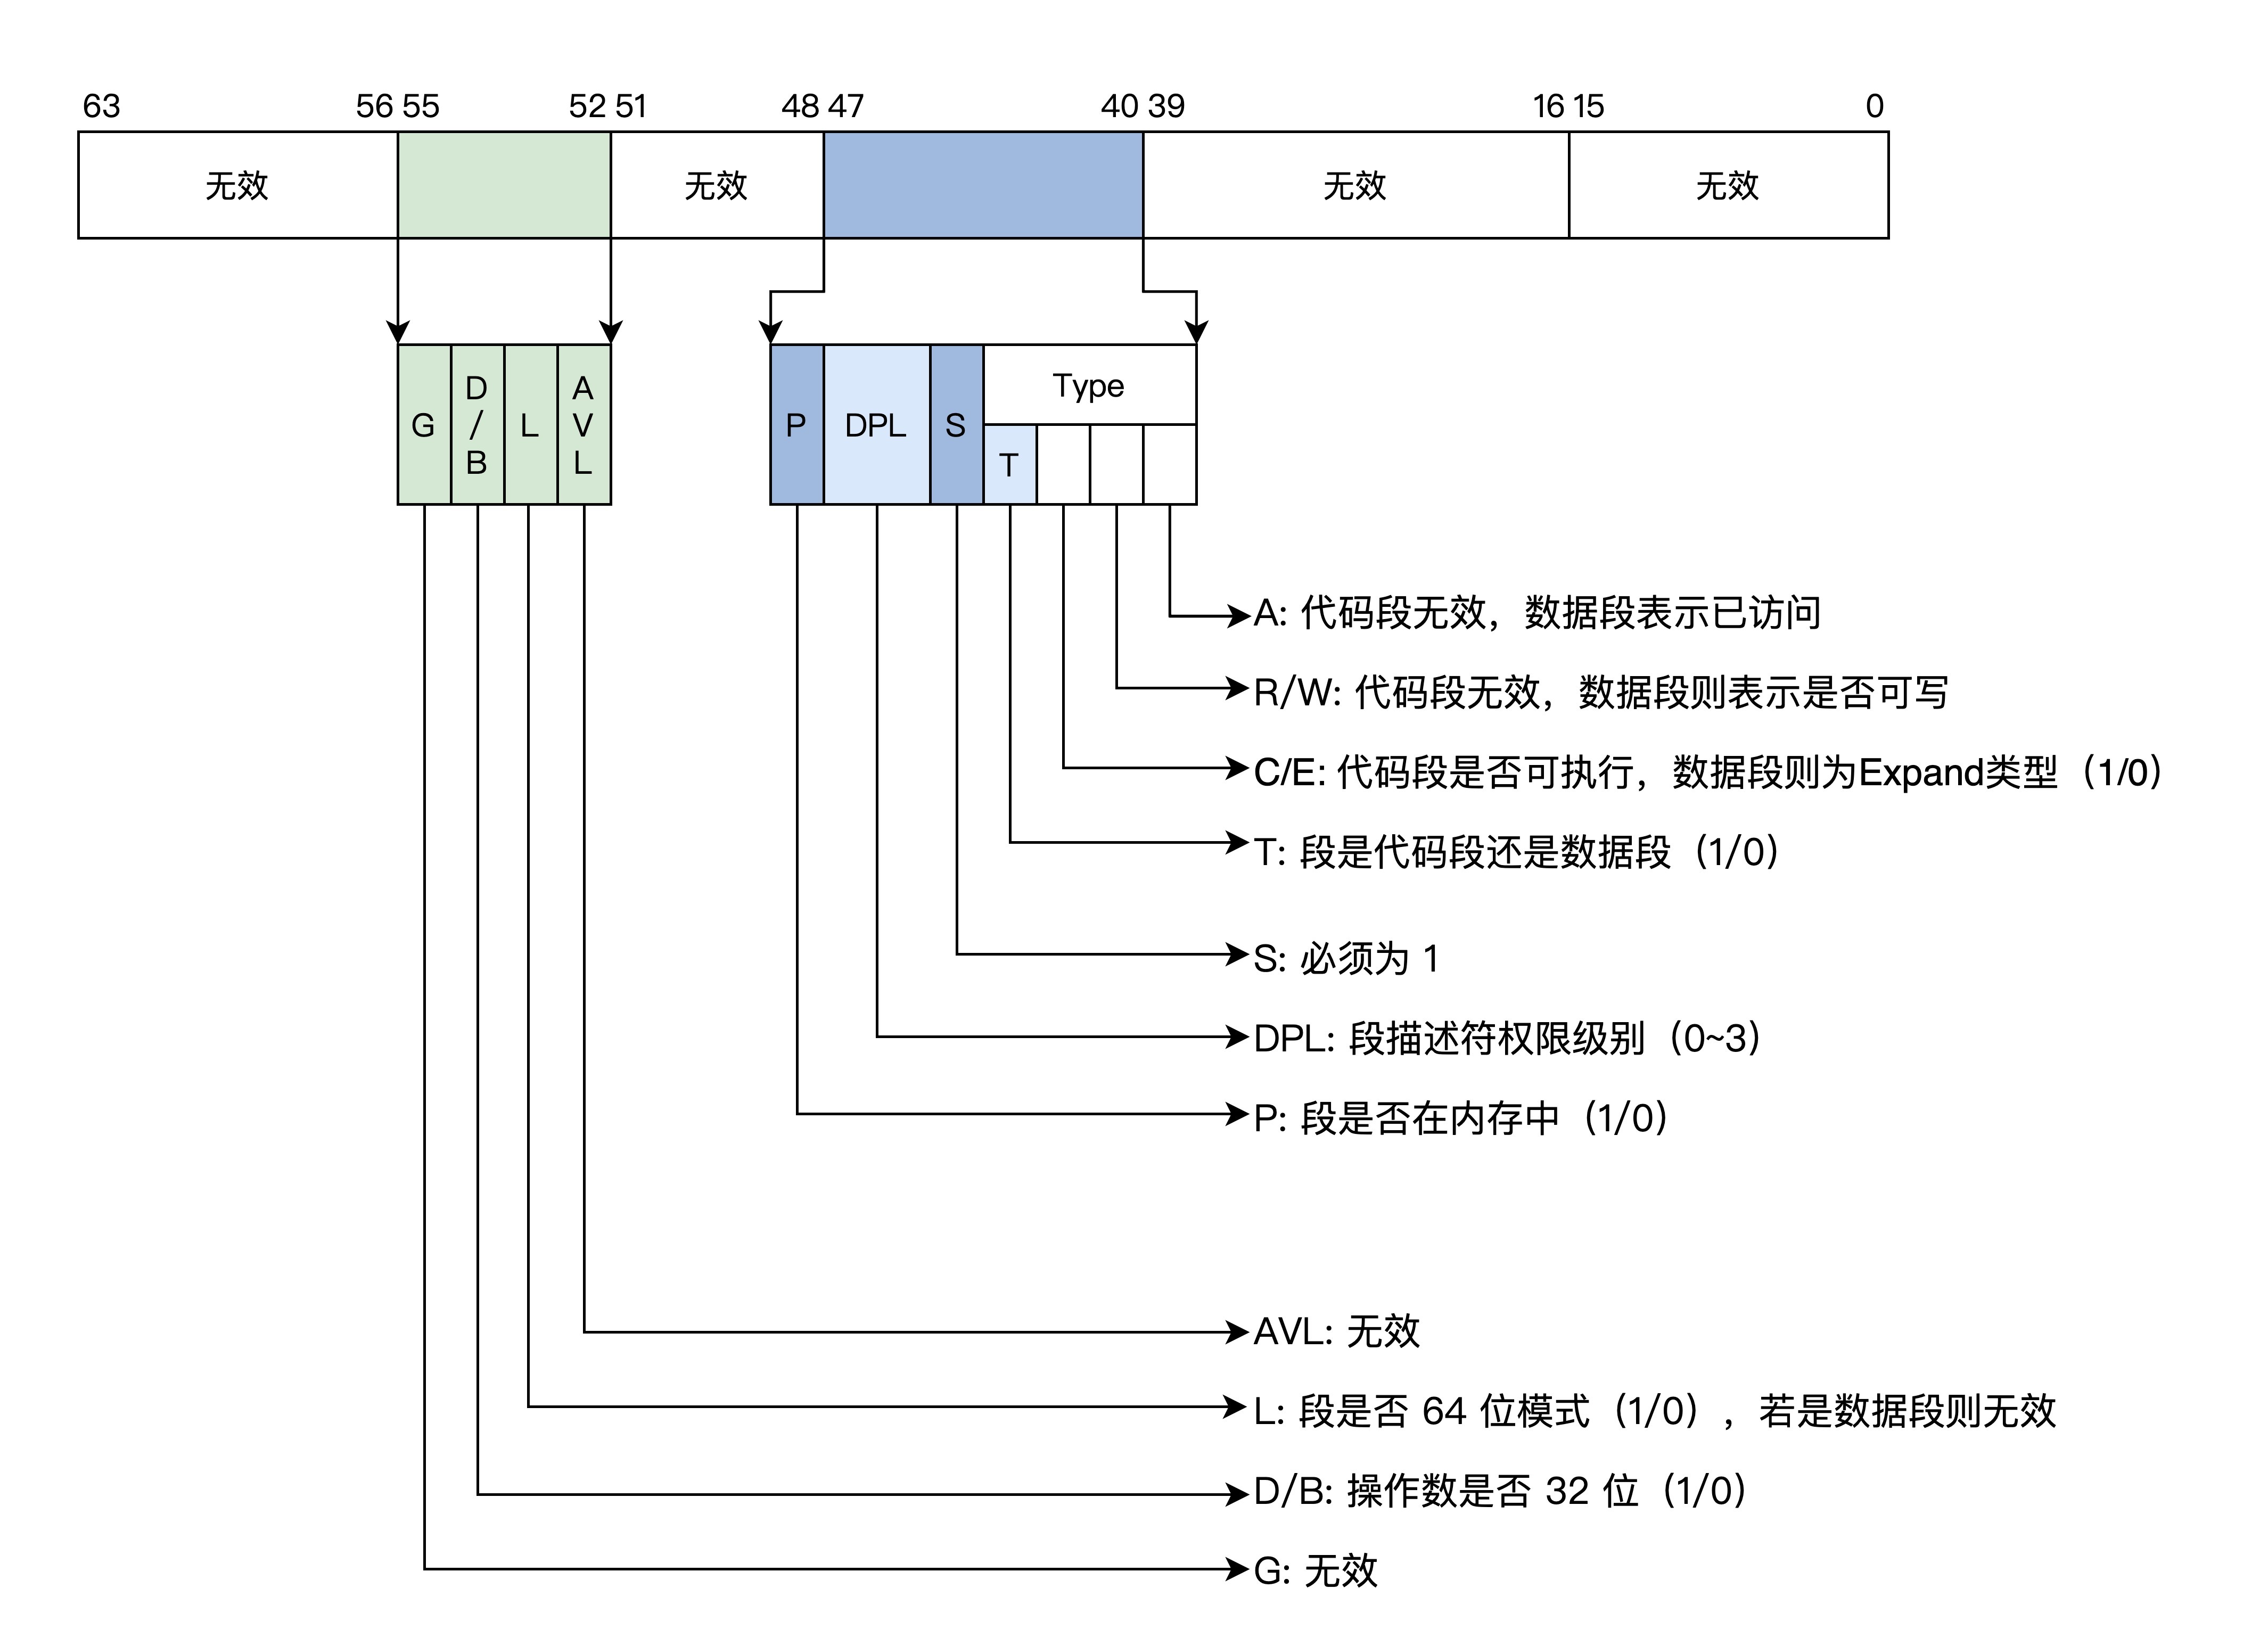 63 56 55 52 51 48 47 40 39 16 15 0
无效 无效 无效 无效
G D/B L AVL P DPL S Type
T
A: 代码段无效，数据段表示已访问
R/W: 代码段无效，数据段则表示是否可写
C/E: 代码段是否可执行，数据段则为Expand类型（1/0）
T: 段是代码段还是数据段（1/0）
S: 必须为 1
DPL: 段描述符权限级别（0~3）
P: 段是否在内存中（1/0）
AVL: 无效
L: 段是否 64 位模式（1/0），若是数据段则无效
D/B: 操作数是否 32 位（1/0）
G: 无效